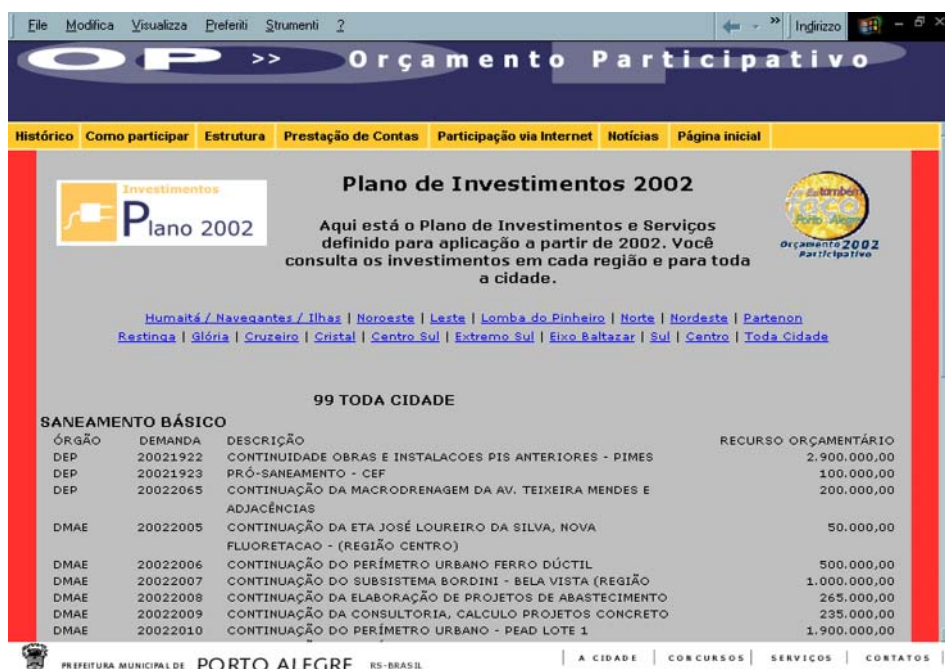 File Modifica Visualizza Preferiti Strumenti ? » Indirizzo
OP >> Orçamento Participativo
Histórico Como participar Estrutura Prestação de Contas Participação via Internet Notícias Página inicial
Investimentos
Plano 2002
Plano de Investimentos 2002
Aqui está o Plano de Investimentos e Serviços
definido para aplicação a partir de 2002. Você
consulta os investimentos em cada região e para toda
a cidade.
também
Porto Alegre
Orçamento 2002
Participativo
Humaitá / Navegantes / Ilhas | Noroeste | Leste | Lomba do Pinheiro | Norte | Nordeste | Partenon
Restinga | Glória | Cruzeiro | Cristal | Centro Sul | Extremo Sul | Eixo Baltazar | Sul | Centro | Toda Cidade
99 TODA CIDADE
SANEAMENTO BÁSICO
ÓRGÃO DEMANDA DESCRIÇÃO RECURSO ORÇAMENTÁRIO
DEP 20021922 CONTINUIDADE OBRAS E INSTALACOES PIS ANTERIORES - PIMES 2.900.000,00
DEP 20021923 PRÓ-SANEAMENTO - CEF 100.000,00
DEP 20022065 CONTINUAÇÃO DA MACRODRENAGEM DA AV. TEIXEIRA MENDES E 200.000,00
ADJACÊNCIAS
DMAE 20022005 CONTINUAÇÃO DA ETA JOSÉ LOUREIRO DA SILVA, NOVA 50.000,00
FLUORETACAO - (REGIÃO CENTRO)
DMAE 20022006 CONTINUAÇÃO DO PERÍMETRO URBANO FERRO DÚCTIL 500.000,00
DMAE 20022007 CONTINUAÇÃO DO SUBSISTEMA BORDINI - BELA VISTA (REGIÃO 1.000.000,00
DMAE 20022008 CONTINUAÇÃO DA ELABORAÇÃO DE PROJETOS DE ABASTECIMENTO 265.000,00
DMAE 20022009 CONTINUAÇÃO DA CONSULTORIA, CALCULO PROJETOS CONCRETO 235.000,00
DMAE 20022010 CONTINUAÇÃO DO PERÍMETRO URBANO - PEAD LOTE 1 1.900.000,00
PREFEITURA MUNICIPAL DE PORTO ALEGRE RS-BRASIL | A CIDADE | CONCURSOS | SERVIÇOS | CONTATOS |